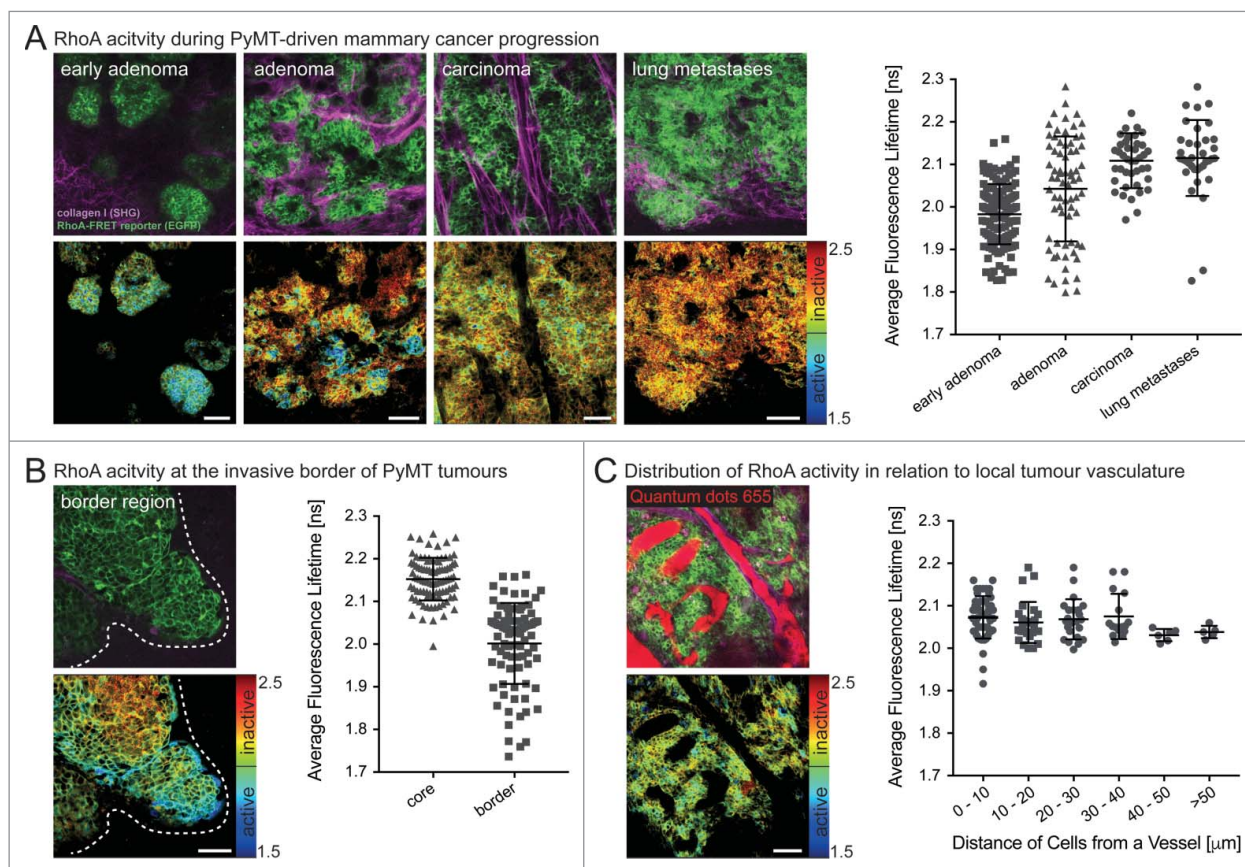 A RhoA acitvity during PyMT-driven mammary cancer progression
early adenoma
adenoma
carcinoma
lung metastases
collagen I (SHG)
RhoA-FRET reporter (EGFP)
2.5
inactive
active
1.5
Average Fluorescence Lifetime [ns]
2.3
2.2
2.1
2.0
1.9
1.8
1.7
early adenoma
adenoma
carcinoma
lung metastases
B RhoA acitvity at the invasive border of PyMT tumours
border region
2.5
inactive
active
1.5
Average Fluorescence Lifetime [ns]
2.3
2.2
2.1
2.0
1.9
1.8
1.7
core
border
C Distribution of RhoA activity in relation to local tumour vasculature
Quantum dots 655
2.5
inactive
active
1.5
Average Fluorescence Lifetime [ns]
2.3
2.2
2.1
2.0
1.9
1.8
1.7
0 - 10
10 - 20
20 - 30
30 - 40
40 - 50
>50
Distance of Cells from a Vessel [μm]